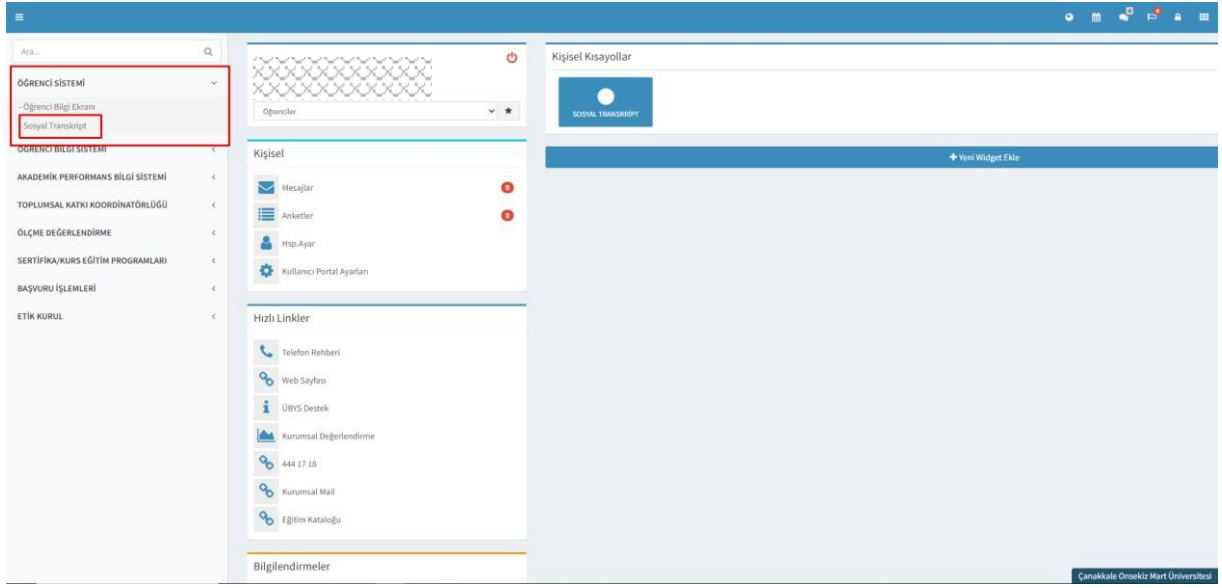 0
0
Ara...
ÖĞRENCİ SİSTEMİ
- Öğrenci Bilgi Ekranı
Sosyal Transkript
ÖĞRENCİ BİLGİ SİSTEMİ
AKADEMİK PERFORMANS BİLGİ SİSTEMİ
TOPLUMSAL KATKI KOORDİNATÖRLÜĞÜ
ÖLÇME DEĞERLENDİRME
SERTİFİKA/KURS EĞİTİM PROGRAMLARI
BAŞVURU İŞLEMLERİ
ETİK KURUL
Öğrenciler
Kişisel
Mesajlar 0
Anketler 0
Hsp.Ayar
Kullanıcı Portal Ayarları
Hızlı Linkler
Telefon Rehberi
Web Sayfası
ÜBYS Destek
Kurumsal Değerlendirme
444 17 18
Kurumsal Mail
Eğitim Kataloğu
Bilgilendirmeler
Kişisel Kısayollar
SOSYAL TRANSKRİPT
+ Yeni Widget Ekle
Çanakkale Onsekiz Mart Üniversitesi